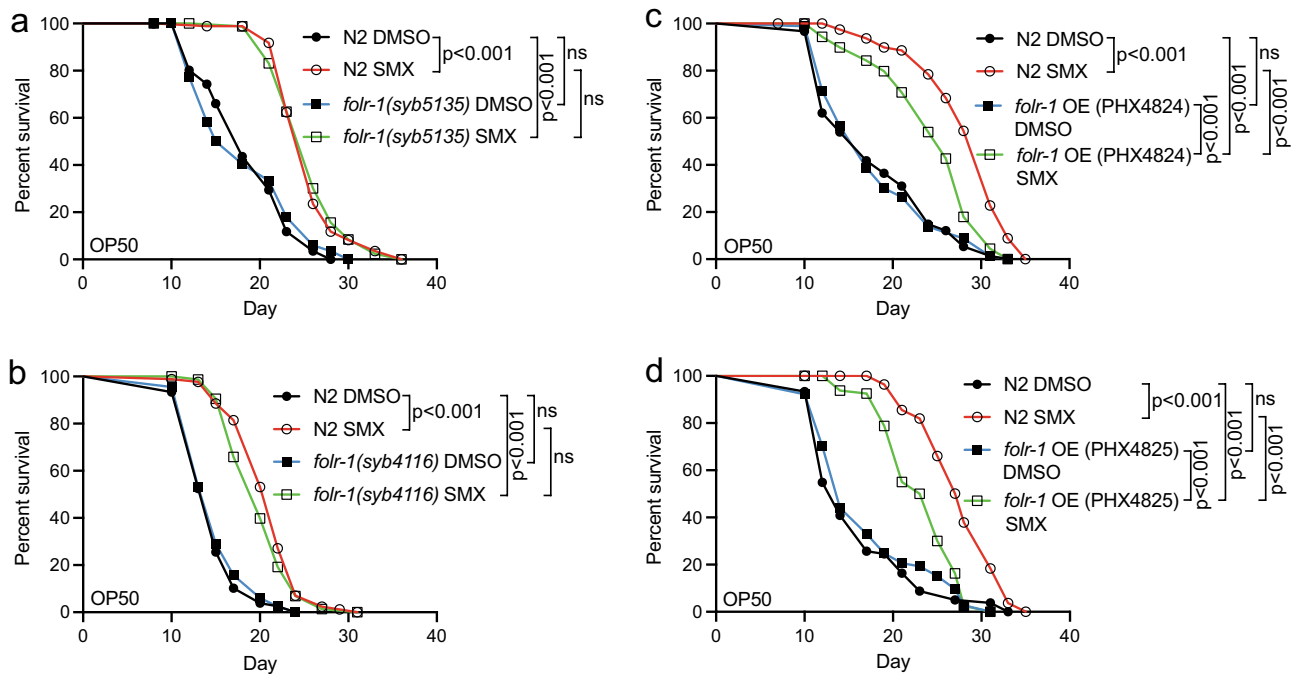 a
Percent survival
100
80
60
40
20
0
0
10
20
30
40
Day
OP50
N2 DMSO
N2 SMX
folr-1(syb5135) DMSO
folr-1(syb5135) SMX
p<0.001
p<0.001
ns
ns
b
Percent survival
100
80
60
40
20
0
0
10
20
30
40
Day
OP50
N2 DMSO
N2 SMX
folr-1(syb4116) DMSO
folr-1(syb4116) SMX
p<0.001
p<0.001
ns
ns
c
Percent survival
100
80
60
40
20
0
0
10
20
30
40
Day
OP50
N2 DMSO
N2 SMX
folr-1 OE (PHX4824)
DMSO
folr-1 OE (PHX4824)
SMX
p<0.001
p<0.001
p<0.001
ns
p<0.001
d
Percent survival
100
80
60
40
20
0
0
10
20
30
40
Day
OP50
N2 DMSO
N2 SMX
folr-1 OE (PHX4825)
DMSO
folr-1 OE (PHX4825)
SMX
p<0.001
p<0.001
p<0.001
ns
p<0.001